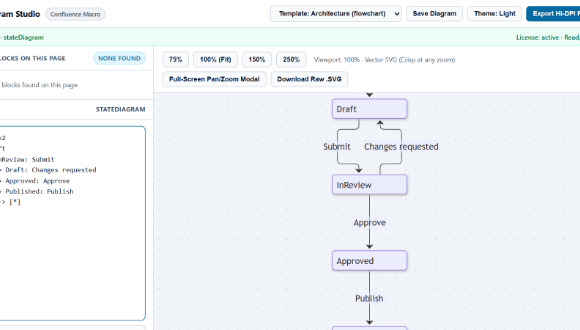 ram Studio Confluence Macro Template: Architecture (flowchart) Save Diagram Theme: Light Export Hi-DPI P
· stateDiagram License: active · Read
LOCKS ON THIS PAGE NONE FOUND
blocks found on this page.
STATEDIAGRAM
v2
ft
nReview: Submit
> Draft: Changes requested
> Approved: Approve
> Published: Publish
-> [*]
75% 100% (Fit) 150% 250% Viewport: 100% · Vector SVG (Crisp at any zoom)
Full-Screen Pan/Zoom Modal Download Raw .SVG
Draft
Submit Changes requested
InReview
Approve
Approved
Publish